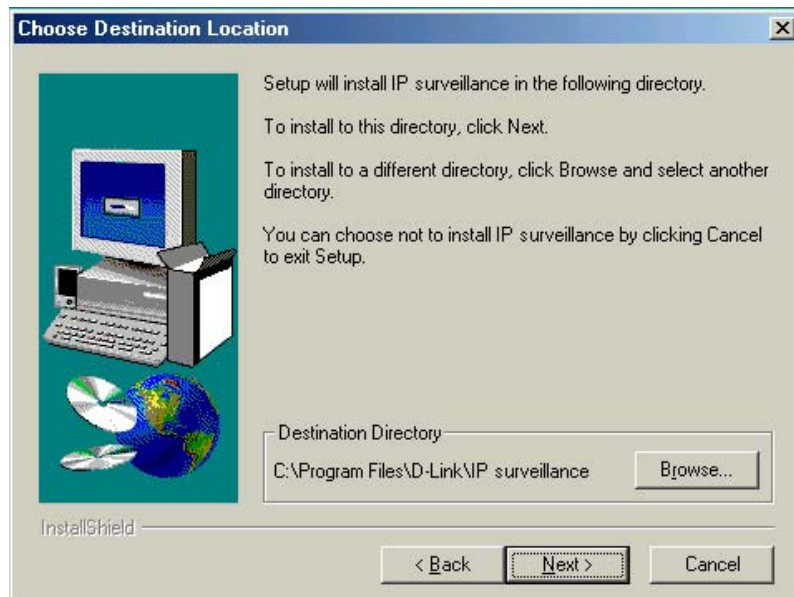 Choose Destination Location
Setup will install IP surveillance in the following directory.
To install to this directory, click Next.
To install to a different directory, click Browse and select another
directory.
You can choose not to install IP surveillance by clicking Cancel
to exit Setup.
Destination Directory
C:\Program Files\D-Link\IP surveillance
Browse...
InstallShield
< Back
Next >
Cancel